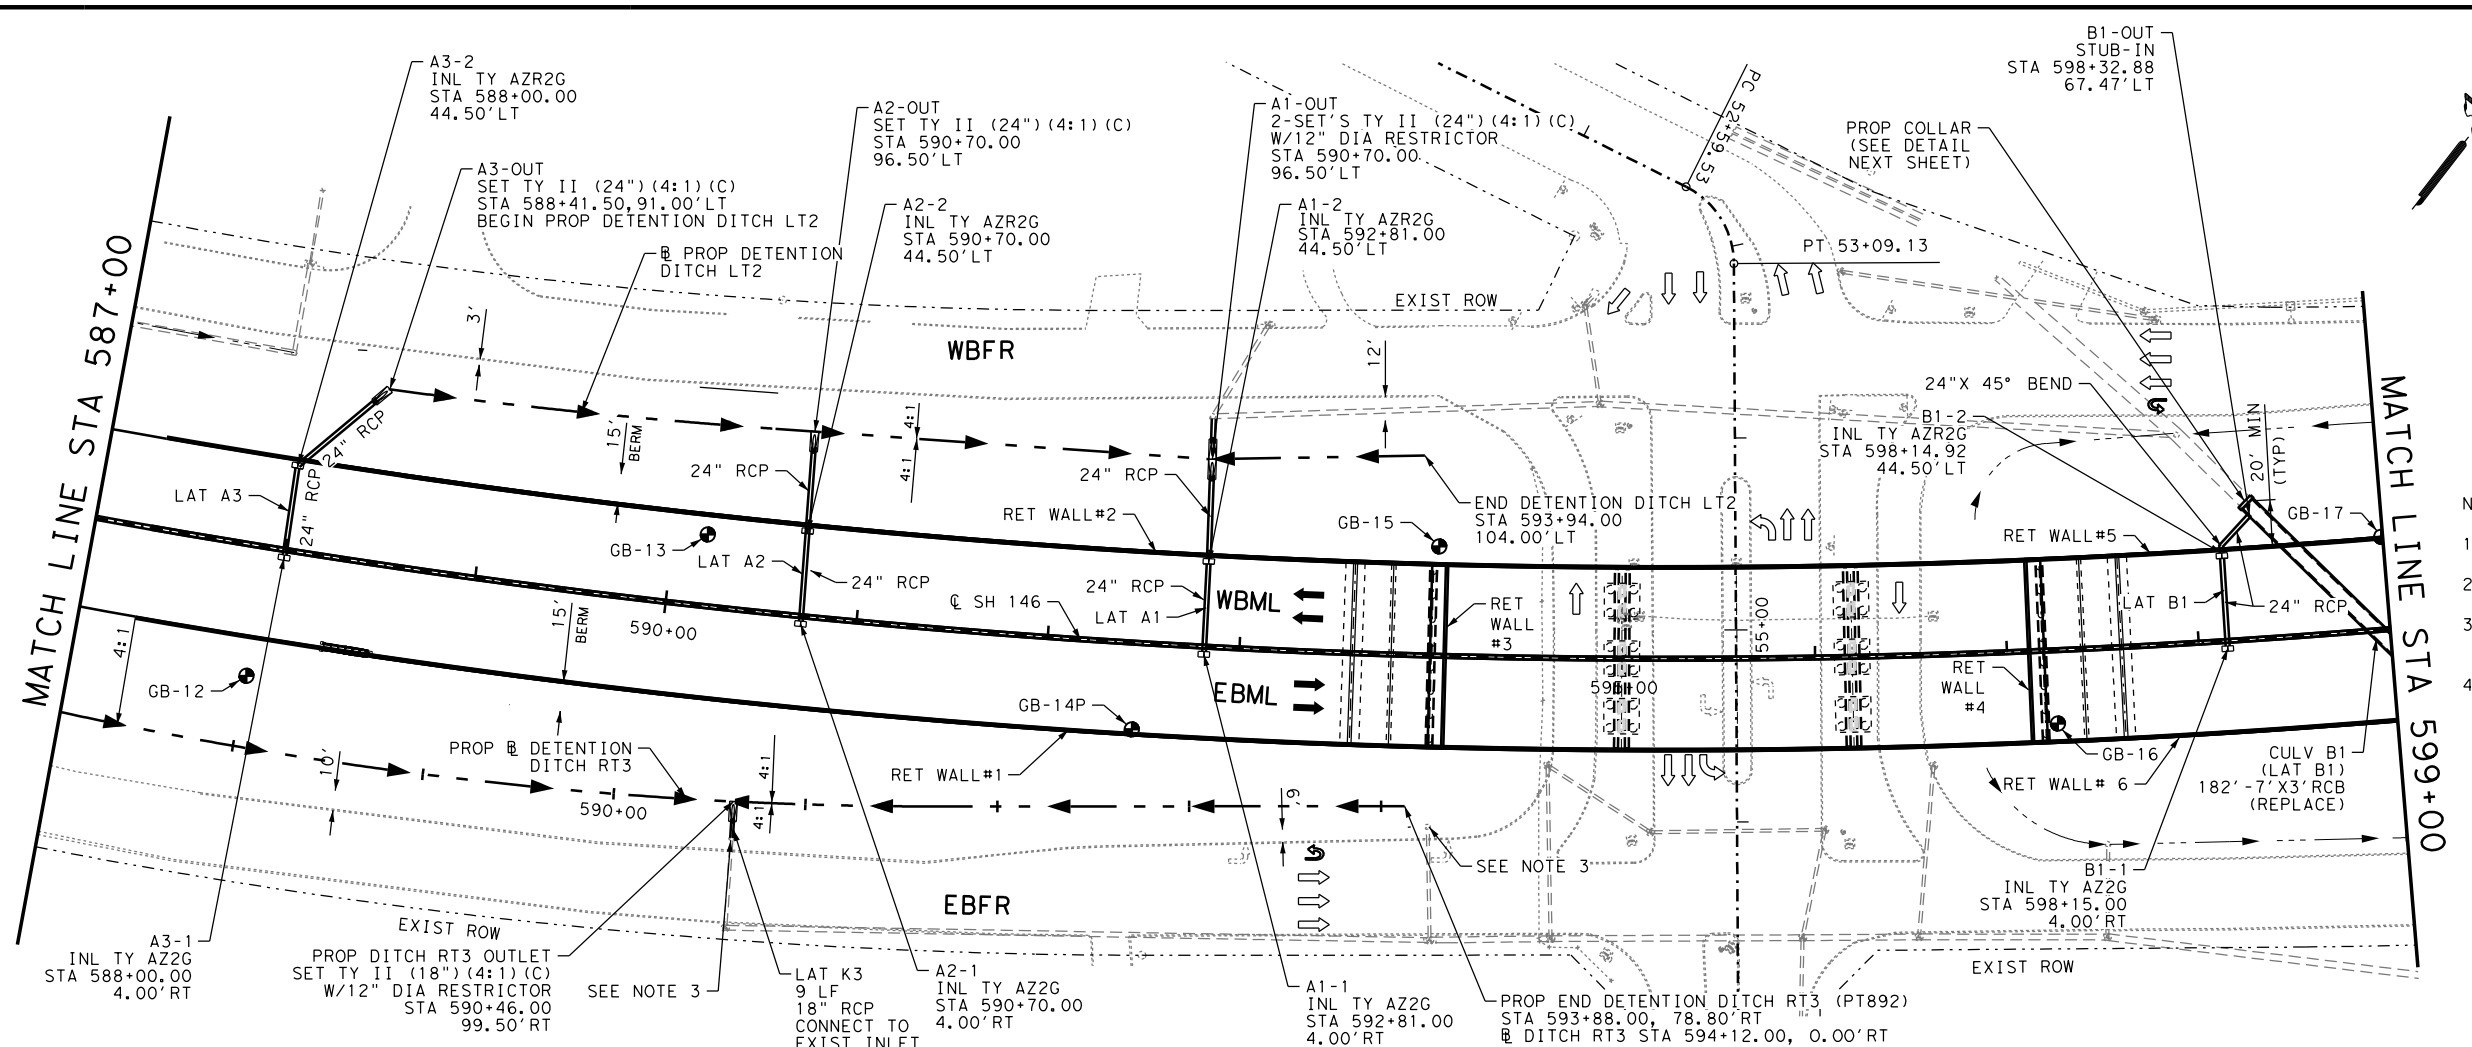 A3-2
INL TY AZR2G
STA 588+00.00
44.50'LT
A3-OUT
SET TY II (24")(4:1)(C)
STA 588+41.50,91.00'LT
BEGIN PROP DETENTION DITCH LT2
℄ PROP DETENTION
DITCH LT2
A2-OUT
SET TY II (24")(4:1)(C)
STA 590+70.00
96.50'LT
A2-2
INL TY AZR2G
STA 590+70.00
44.50'LT
A1-OUT
2-SET'S TY II (24")(4:1)(C)
W/12" DIA RESTRICTOR
STA 590+70.00
96.50'LT
A1-2
INL TY AZR2G
STA 592+81.00
44.50'LT
PC 52+59.53
PT 53+09.13
B1-OUT
STUB-IN
STA 598+32.88
67.47'LT
PROP COLLAR
(SEE DETAIL
NEXT SHEET)
EXIST ROW
WBFR
3'
12'
24"X 45° BEND
B1-2
INL TY AZR2G
STA 598+14.92
44.50'LT
20' MIN
(TYP)
MATCH LINE STA 587+00
MATCH LINE STA 599+00
24" RCP
LAT A3
24" RCP
15'
BERM
24" RCP
4:1
4:1
24" RCP
RET WALL#2
END DETENTION DITCH LT2
STA 593+94.00
104.00'LT
GB-15
GB-17
RET WALL#5
GB-13
LAT A2
24" RCP
24" RCP
LAT A1
℄ SH 146
WBML
EBML
RET
WALL
#3
55+00
LAT B1
24" RCP
590+00
15'
BERM
4:1
GB-12
GB-14P
RET WALL#1
RET
WALL
#4
GB-16
RET WALL# 6
CULV B1
(LAT B1)
182'-7'X3'RCB
(REPLACE)
PROP ℄ DETENTION
DITCH RT3
10'
590+00
4:1
4:1
SEE NOTE 3
EBFR
EXIST ROW
A3-1
INL TY AZ2G
STA 588+00.00
4.00'RT
PROP DITCH RT3 OUTLET
SET TY II (18")(4:1)(C)
W/12" DIA RESTRICTOR
STA 590+46.00
99.50'RT
SEE NOTE 3
LAT K3
9 LF
18" RCP
CONNECT TO
EXIST INLET
A2-1
INL TY AZ2G
STA 590+70.00
4.00'RT
A1-1
INL TY AZ2G
STA 592+81.00
4.00'RT
PROP END DETENTION DITCH RT3 (PT892)
STA 593+88.00, 78.80'RT
℄ DITCH RT3 STA 594+12.00, 0.00'RT
B1-1
INL TY AZ2G
STA 598+15.00
4.00'RT
EXIST ROW
N
1
2
3
4